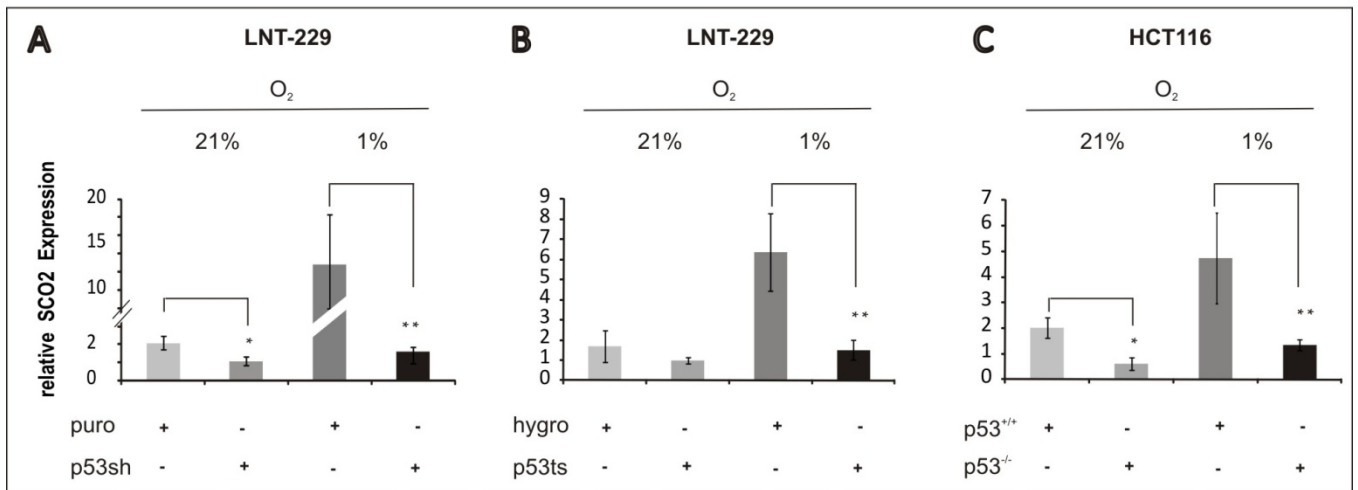 A
LNT-229
O2
21% 1%
relative SCO2 Expression
20
15
10
2
0
*
**
puro + - + -
p53sh - + - +
B
LNT-229
O2
21% 1%
9
8
7
6
5
4
3
2
1
0
**
hygro + - + -
p53ts - + - +
C
HCT116
O2
21% 1%
7
6
5
4
3
2
1
0
*
**
p53+/+ + - + -
p53-/- - + - +